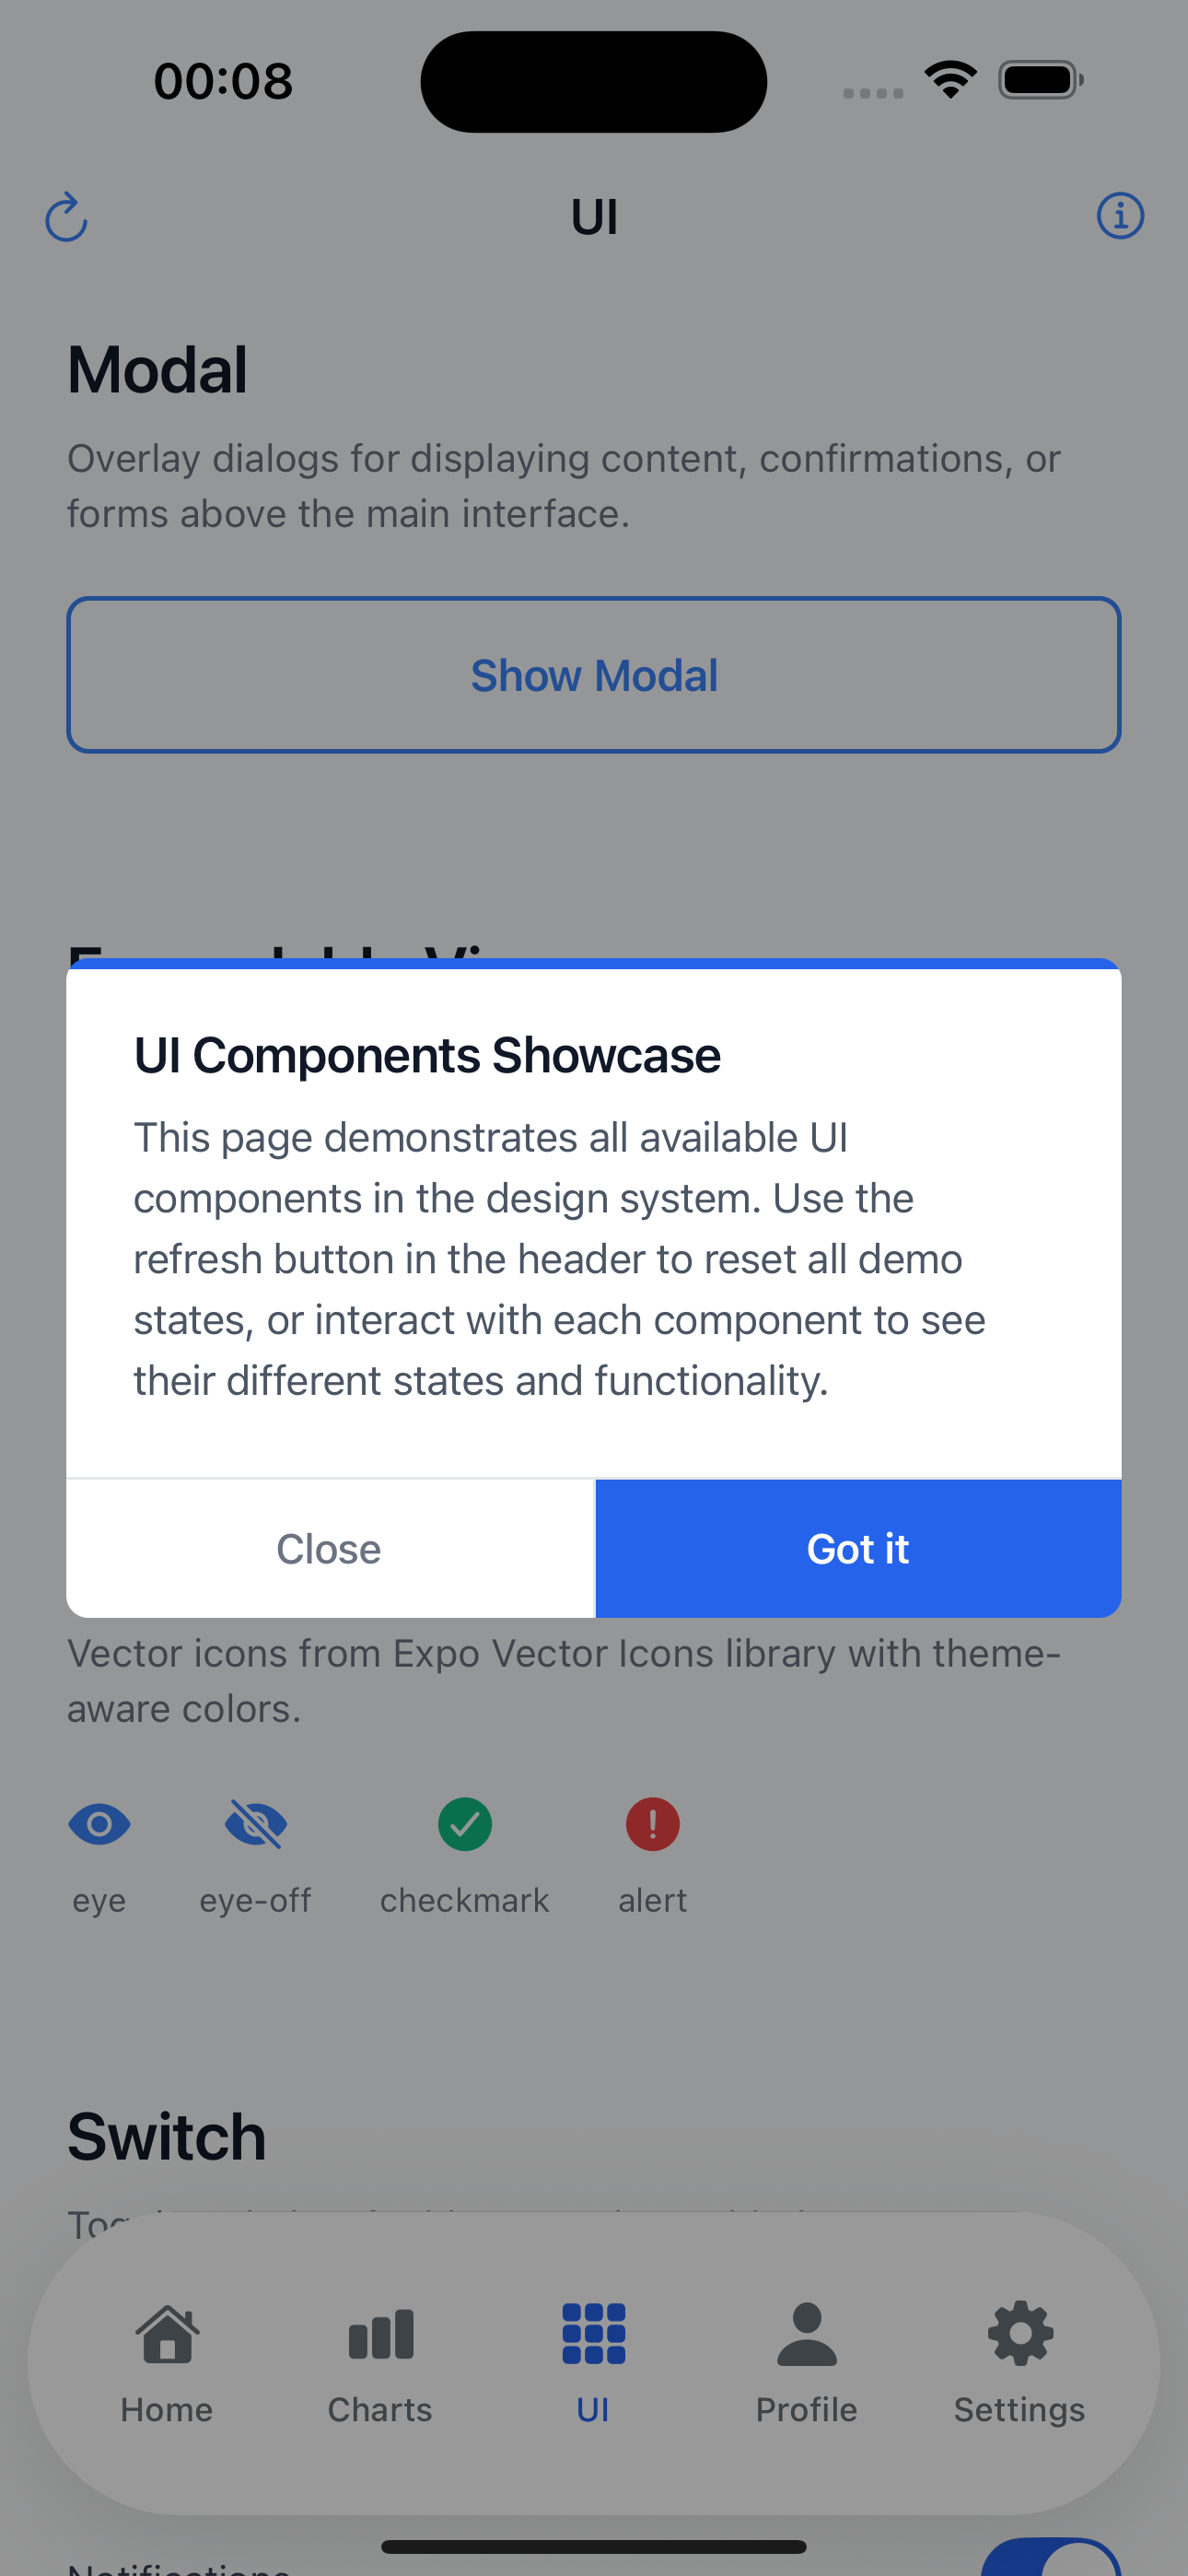 00:08
UI
Modal
Overlay dialogs for displaying content, confirmations, or
forms above the main interface.
Show Modal
UI Components Showcase
This page demonstrates all available UI
components in the design system. Use the
refresh button in the header to reset all demo
states, or interact with each component to see
their different states and functionality.
Close
Got it
Vector icons from Expo Vector Icons library with theme-
aware colors.
eye
eye-off
checkmark
alert
Switch
Home
Charts
UI
Profile
Settings
Notifications